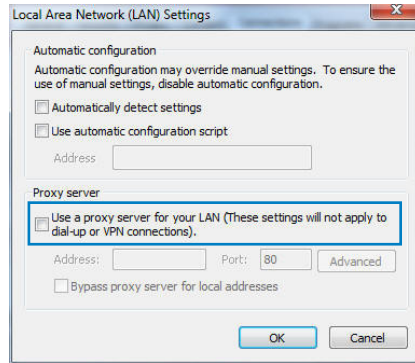 Local Area Network (LAN) Settings
Automatic configuration
Automatic configuration may override manual settings. To ensure the
use of manual settings, disable automatic configuration.
Automatically detect settings
Use automatic configuration script
Address
Proxy server
Use a proxy server for your LAN (These settings will not apply to
dial-up or VPN connections).
Address:
Port: 80
Advanced
Bypass proxy server for local addresses
OK
Cancel